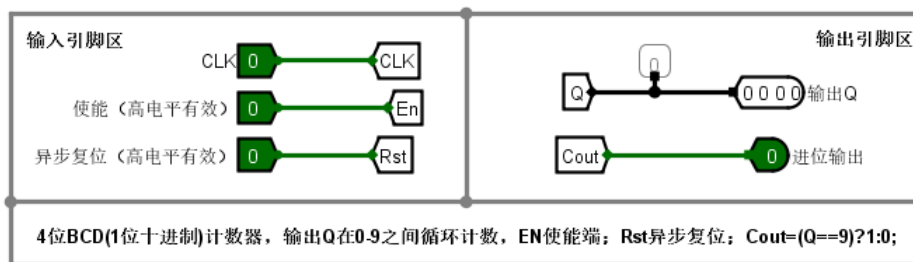 输入引脚区
CLK 0 CLK
使能（高电平有效） 0 En
异步复位（高电平有效） 0 Rst
输出引脚区
0
Q 0 0 0 0 输出Q
Cout 0 进位输出
4位BCD(1位十进制)计数器，输出Q在0-9之间循环计数，EN使能端；Rst异步复位；Cout=(Q==9)?1:0;